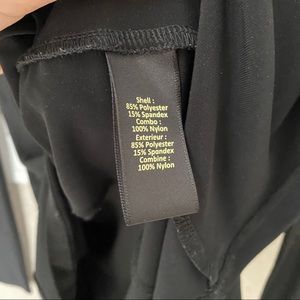 Shell :
85% Polyester
15% Spandex
Combo :
100% Nylon
Exterieur :
85% Polyester
15% Spandex
Combine :
100% Nylon